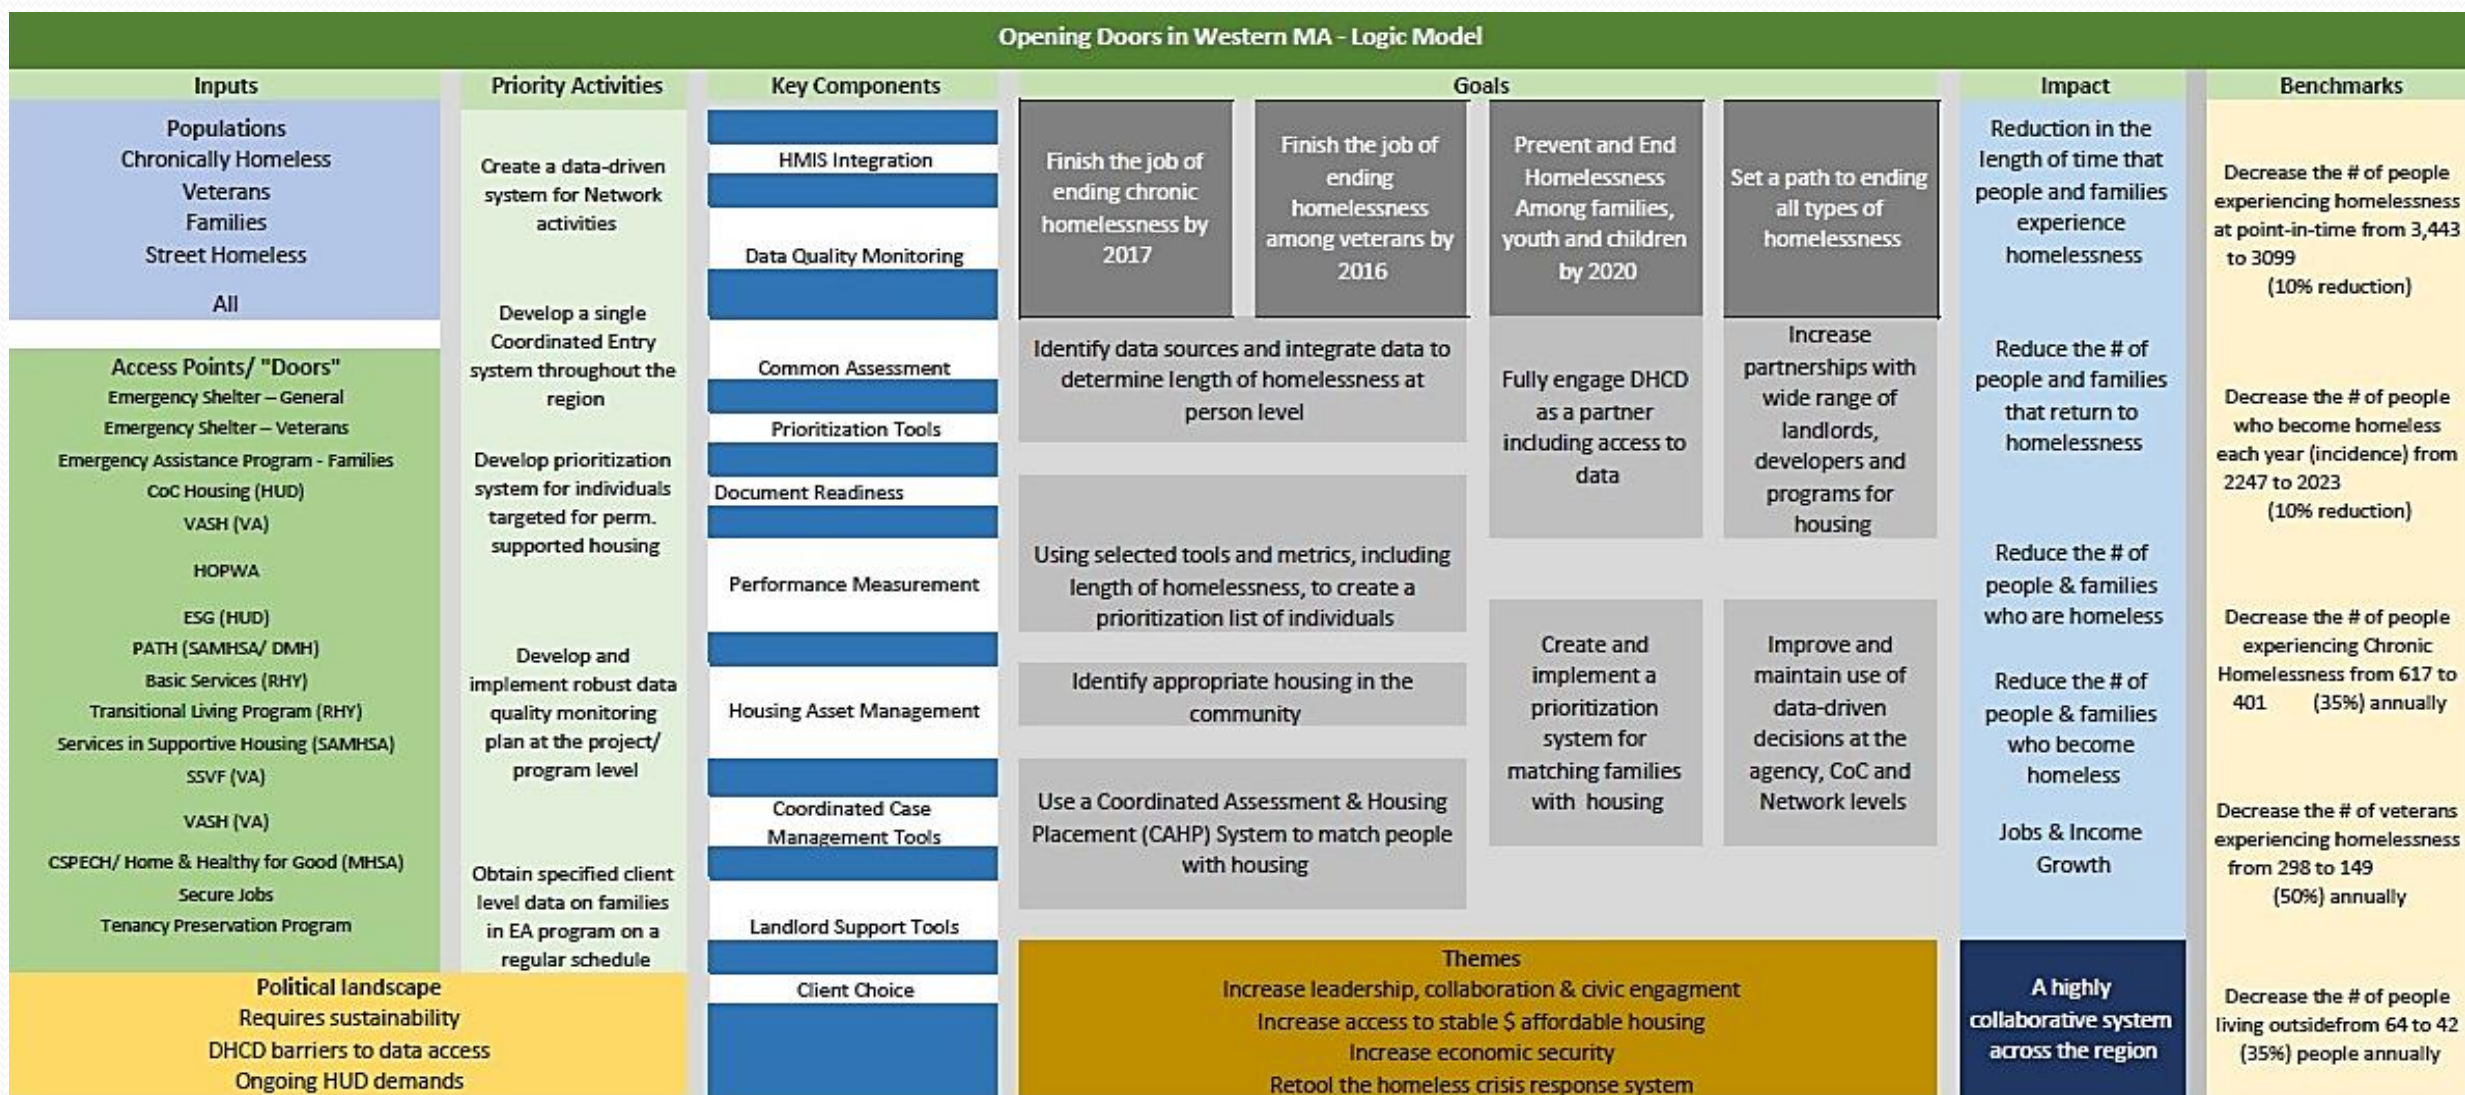 Opening Doors in Western MA - Logic Model
Inputs
Populations
Chronically Homeless
Veterans
Families
Street Homeless
All
Access Points/ "Doors"
Emergency Shelter – General
Emergency Shelter – Veterans
Emergency Assistance Program - Families
CoC Housing (HUD)
VASH (VA)
HOPWA
ESG (HUD)
PATH (SAMHSA/ DMH)
Basic Services (RHY)
Transitional Living Program (RHY)
Services in Supportive Housing (SAMHSA)
SSVF (VA)
VASH (VA)
CSPECH/ Home & Healthy for Good (MHSA)
Secure Jobs
Tenancy Preservation Program
Political landscape
Requires sustainability
DHCD barriers to data access
Ongoing HUD demands
Priority Activities
Create a data-driven
system for Network
activities
Develop a single
Coordinated Entry
system throughout the
region
Develop prioritization
system for individuals
targeted for perm.
supported housing
Develop and
implement robust data
quality monitoring
plan at the project/
program level
Obtain specified client
level data on families
in EA program on a
regular schedule
Key Components
HMIS Integration
Data Quality Monitoring
Common Assessment
Prioritization Tools
Document Readiness
Performance Measurement
Housing Asset Management
Coordinated Case
Management Tools
Landlord Support Tools
Client Choice
Goals
Finish the job of
ending chronic
homelessness by
2017
Finish the job of
ending
homelessness
among veterans by
2016
Prevent and End
Homelessness
Among families,
youth and children
by 2020
Set a path to ending
all types of
homelessness
Identify data sources and integrate data to
determine length of homelessness at
person level
Using selected tools and metrics, including
length of homelessness, to create a
prioritization list of individuals
Identify appropriate housing in the
community
Use a Coordinated Assessment & Housing
Placement (CAHP) System to match people
with housing
Fully engage DHCD
as a partner
including access to
data
Create and
implement a
prioritization
system for
matching families
with housing
Increase
partnerships with
wide range of
landlords,
developers and
programs for
housing
Improve and
maintain use of
data-driven
decisions at the
agency, CoC and
Network levels
Themes
Increase leadership, collaboration & civic engagment
Increase access to stable $ affordable housing
Increase economic security
Retool the homeless crisis response system
Impact
Reduction in the
length of time that
people and families
experience
homelessness
Reduce the # of
people and families
that return to
homelessness
Reduce the # of
people & families
who are homeless
Reduce the # of
people & families
who become
homeless
Jobs & Income
Growth
A highly
collaborative system
across the region
Benchmarks
Decrease the # of people
experiencing homelessness
at point-in-time from 3,443
to 3099
(10% reduction)
Decrease the # of people
who become homeless
each year (incidence) from
2247 to 2023
(10% reduction)
Decrease the # of people
experiencing Chronic
Homelessness from 617 to
401 (35%) annually
Decrease the # of veterans
experiencing homelessness
from 298 to 149
(50%) annually
Decrease the # of people
living outsidefrom 64 to 42
(35%) people annually